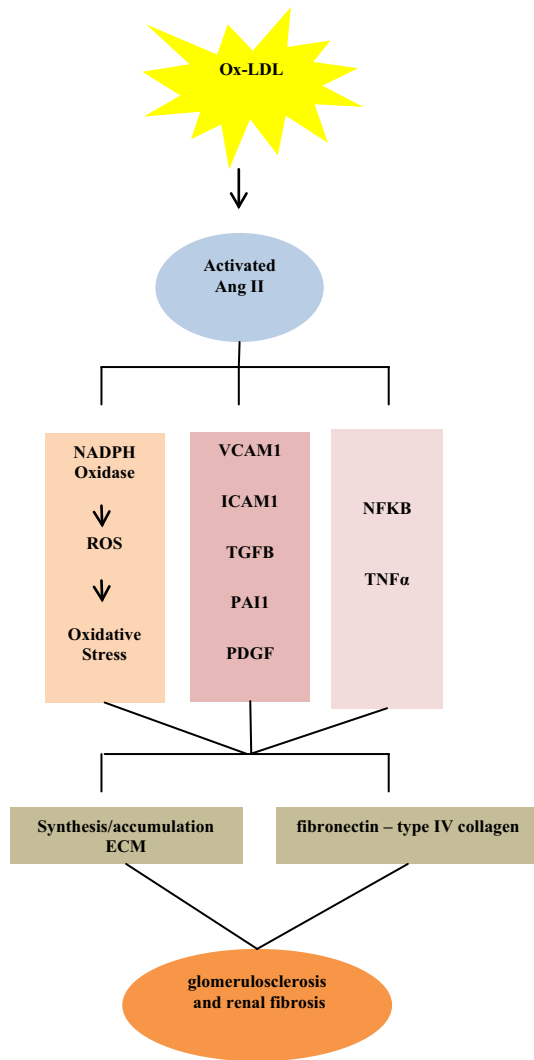 Ox-LDL
Activated
Ang II
NADPH
Oxidase
ROS
Oxidative
Stress
VCAM1
ICAM1
TGFB
PAI1
PDGF
NFKB
TNFα
Synthesis/accumulation
ECM
fibronectin – type IV collagen
glomerulosclerosis
and renal fibrosis